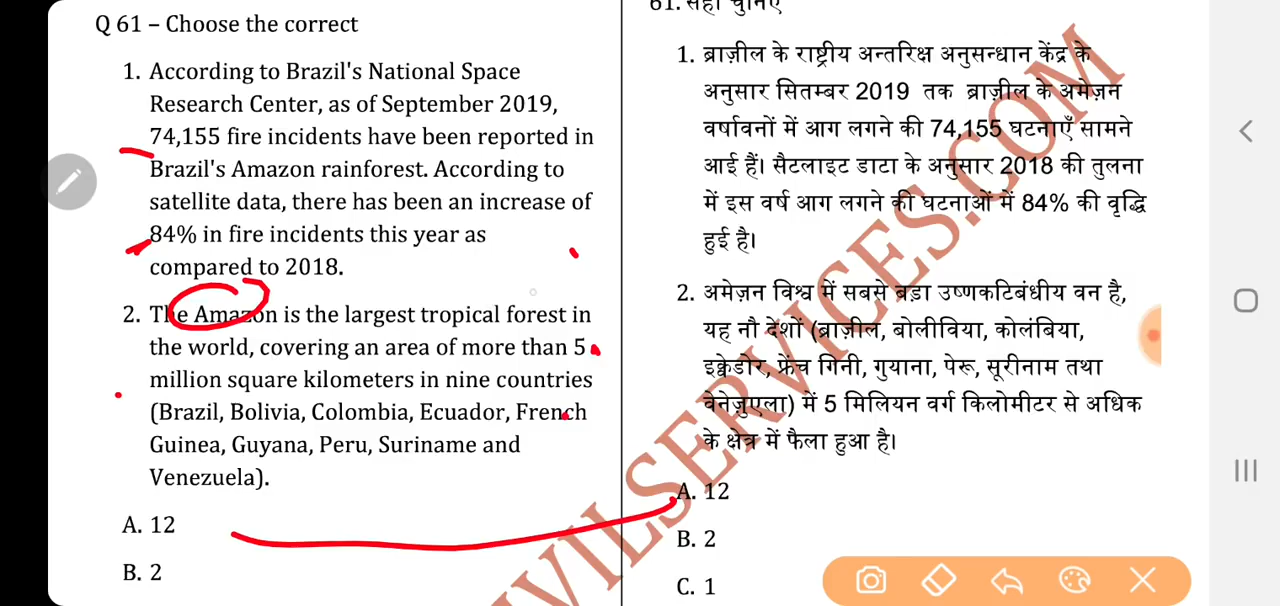 Q 61 – Choose the correct
1. According to Brazil's National Space
Research Center, as of September 2019,
74,155 fire incidents have been reported in
Brazil's Amazon rainforest. According to
satellite data, there has been an increase of
84% in fire incidents this year as
compared to 2018.
2. The Amazon is the largest tropical forest in
the world, covering an area of more than 5
million square kilometers in nine countries
(Brazil, Bolivia, Colombia, Ecuador, French
Guinea, Guyana, Peru, Suriname and
Venezuela).
A. 12
B. 2
61. सही चुनिए
1. ब्राज़ील के राष्ट्रीय अन्तरिक्ष अनुसन्धान केंद्र के
अनुसार सितम्बर 2019 तक ब्राज़ील के अमेज़न
वर्षावनों में आग लगने की 74,155 घटनाएँ सामने
आई हैं। सैटलाइट डाटा के अनुसार 2018 की तुलना
में इस वर्ष आग लगने की घटनाओं में 84% की वृद्धि
हुई है।
2. अमेज़न विश्व में सबसे बड़ा उष्णकटिबंधीय वन है,
यह नौ देशों (ब्राज़ील, बोलीविया, कोलंबिया,
इक्वेडोर, फ्रेंच गिनी, गुयाना, पेरू, सूरीनाम तथा
वेनेज़ुएला) में 5 मिलियन वर्ग किलोमीटर से अधिक
के क्षेत्र में फैला हुआ है।
A. 12
B. 2
C. 1
IVILSERVICES.COM